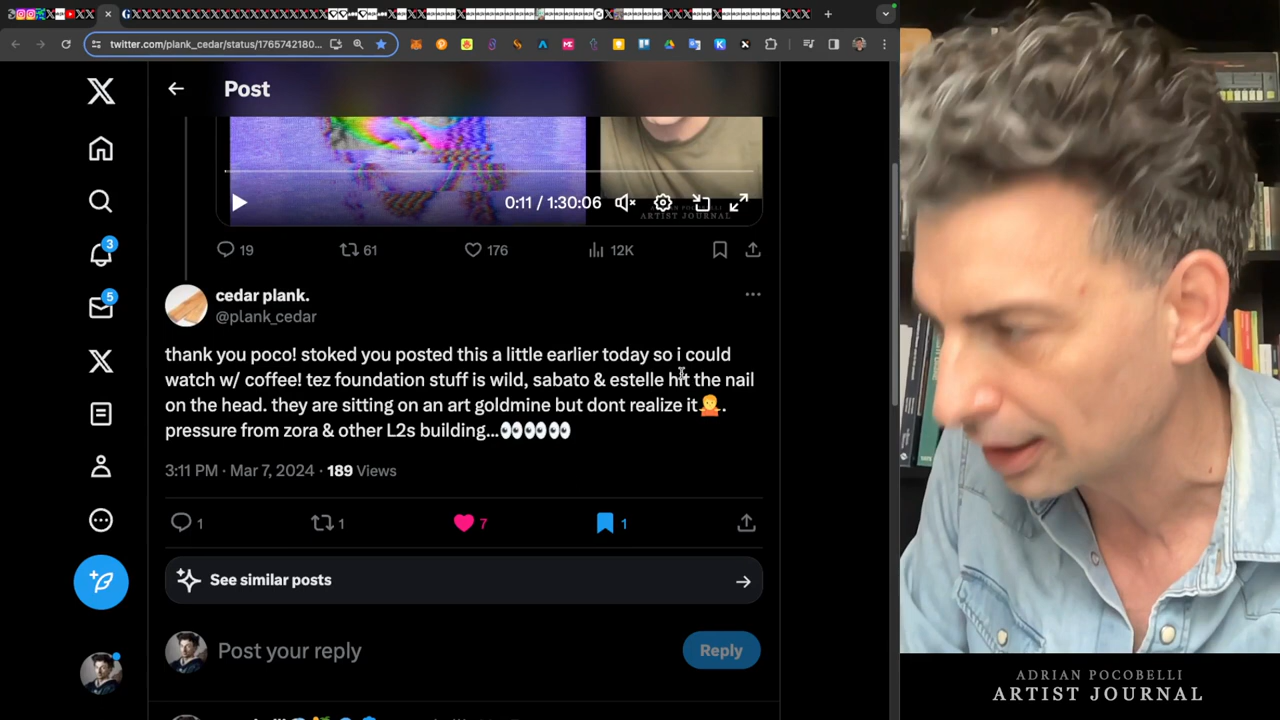 twitter.com/plank_cedar/status/1765742180...
Post
0:11 / 1:30:06
ARTIST JOURNAL
19
61
176
12K
cedar plank.
@plank_cedar
thank you poco! stoked you posted this a little earlier today so i could
watch w/ coffee! tez foundation stuff is wild, sabato & estelle hit the nail
on the head. they are sitting on an art goldmine but dont realize it🤷.
pressure from zora & other L2s building...👀👀👀👀👀👀
3:11 PM · Mar 7, 2024 · 189 Views
1
1
7
1
See similar posts
Post your reply
Reply
3
5
ADRIAN POCOBELLI
ARTIST JOURNAL